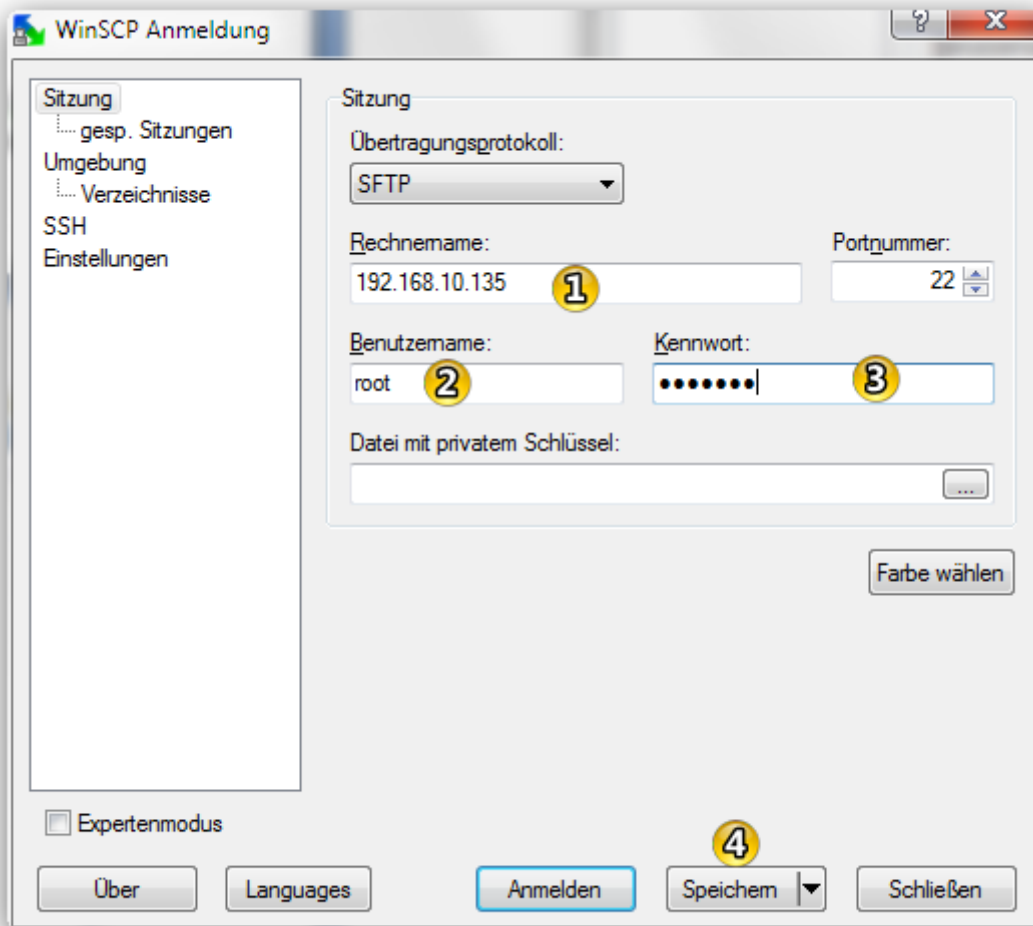 WinSCP Anmeldung
Sitzung
gesp. Sitzungen
Umgebung
Verzeichnisse
SSH
Einstellungen
Sitzung
Übertragungsprotokoll:
SFTP
Rechnername: Portnummer:
192.168.10.135 1 22
Benutzername: Kennwort:
root 2 ●●●●●●● 3
Datei mit privatem Schlüssel:
...
Farbe wählen
Expertenmodus
4
Über Languages Anmelden Speichern Schließen